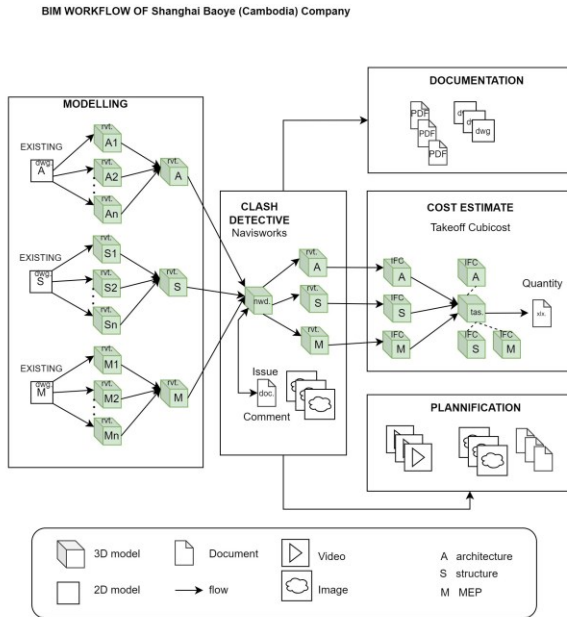 BIM WORKFLOW OF Shanghai Baoye (Cambodia) Company
MODELLING
EXISTING
dwg.
A
rvt.
A1
rvt.
A2
rvt.
An
rvt.
A
EXISTING
dwg.
S
rvt.
S1
rvt.
S2
rvt.
Sn
rvt.
S
EXISTING
dwg.
M
rvt.
M1
rvt.
M2
rvt.
Mn
rvt.
M
CLASH
DETECTIVE
Navisworks
nwd.
rvt.
A
rvt.
S
rvt.
M
Issue
doc.
Comment
DOCUMENTATION
PDF
PDF
PDF
d
d
dwg
COST ESTIMATE
Takeoff Cubicost
IFC
A
IFC
S
IFC
M
IFC
A
tas.
IFC
S
IFC
M
Quantity
xlx.
PLANNIFICATION
3D model
Document
Video
A architecture
2D model
flow
Image
S structure
M MEP